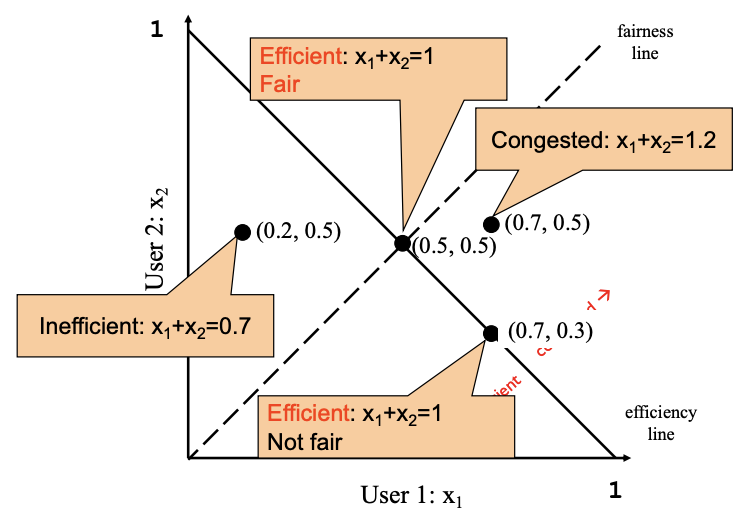 1
Efficient: x₁+x₂=1
Fair
fairness
line
Congested: x₁+x₂=1.2
User 2: x₂
(0.2, 0.5)
(0.5, 0.5)
(0.7, 0.5)
Inefficient: x₁+x₂=0.7
(0.7, 0.3)
Efficient: x₁+x₂=1
Not fair
efficiency
line
User 1: x₁
1